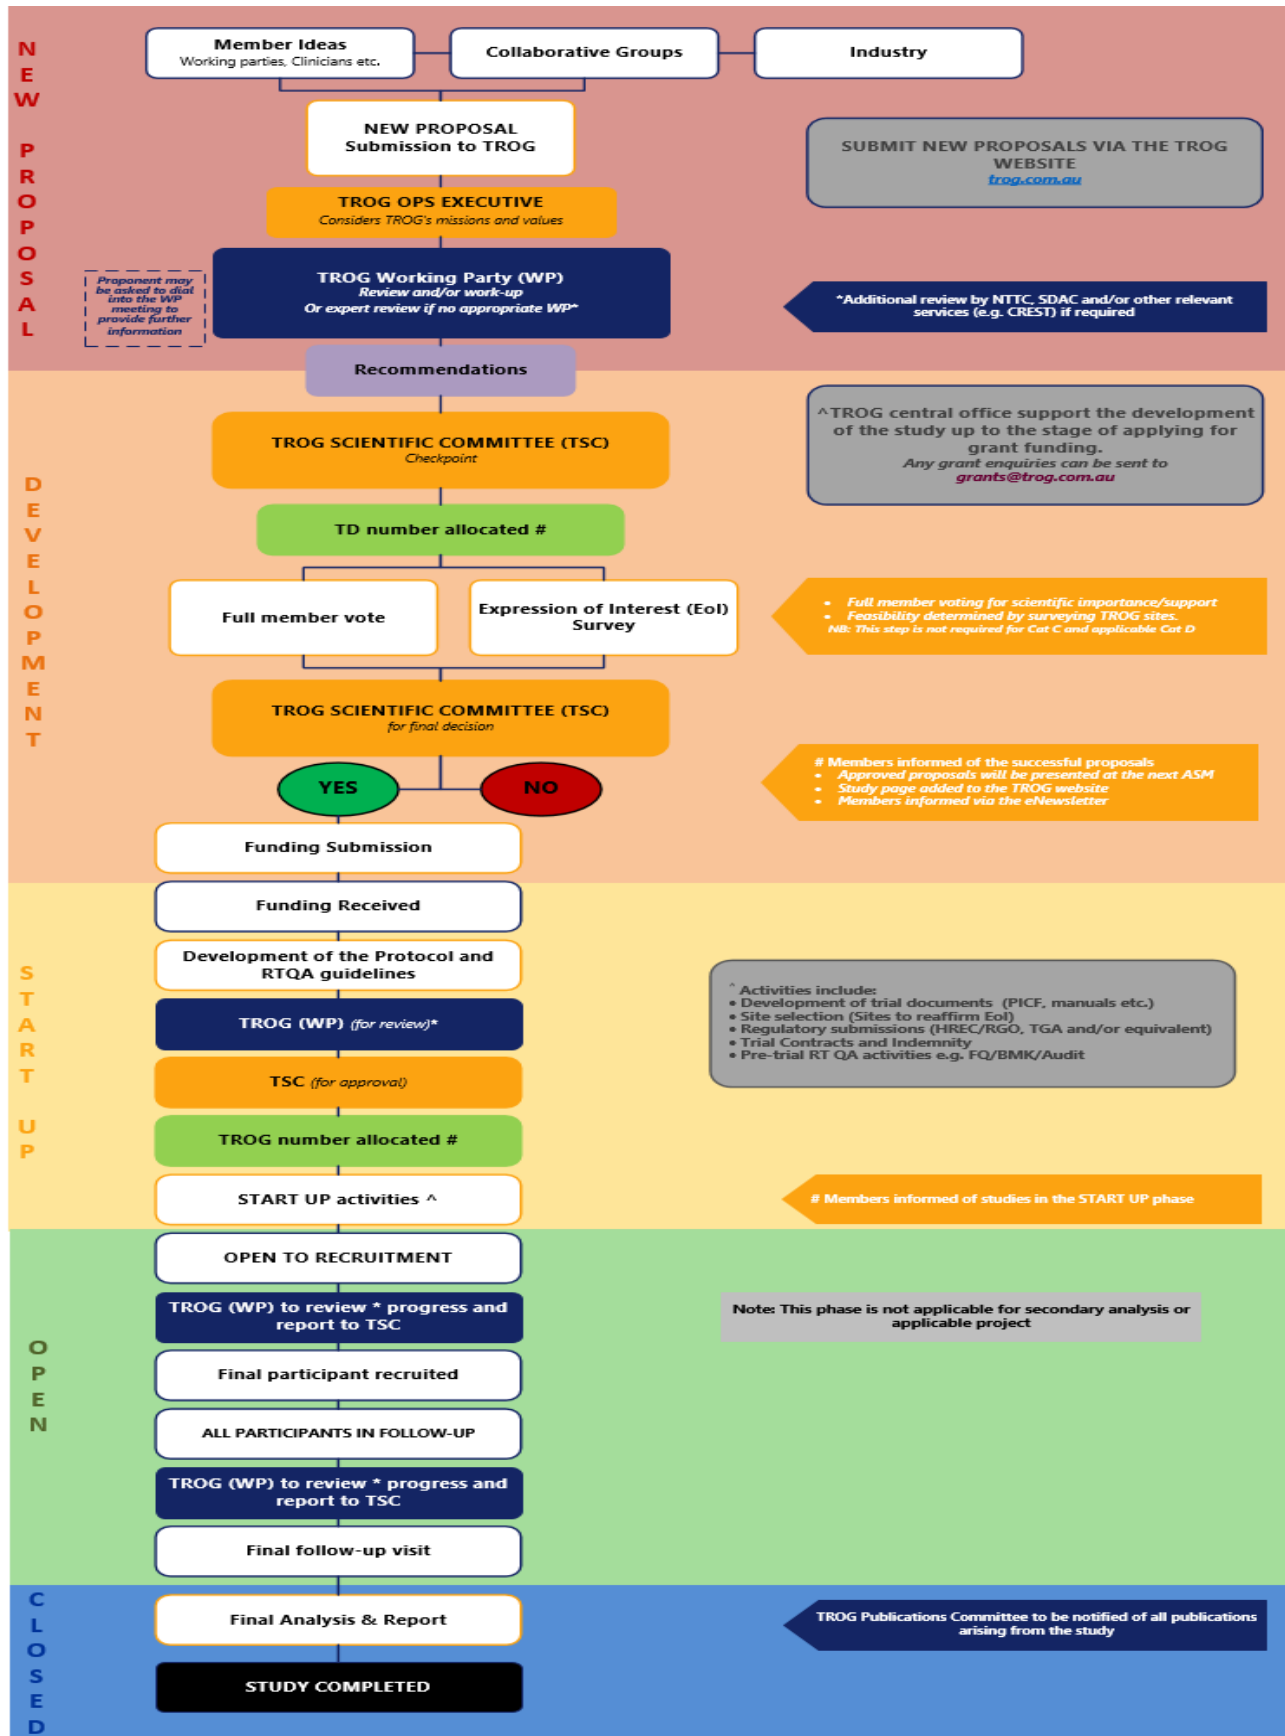 NEW PROPOSAL
Member Ideas
Working parties, Clinicians etc.
Collaborative Groups
Industry
NEW PROPOSAL
Submission to TROG
SUBMIT NEW PROPOSALS VIA THE TROG
WEBSITE
trog.com.au
TROG OPS EXECUTIVE
Considers TROG's missions and values
Proponent may
be asked to dial
into the WP
meeting to
provide further
information
TROG Working Party (WP)
Review and/or work-up
Or expert review if no appropriate WP*
*Additional review by NTTC, SDAC and/or other relevant
services (e.g. CREST) if required
Recommendations
DEVELOPMENT
TROG SCIENTIFIC COMMITTEE (TSC)
Checkpoint
^TROG central office support the development
of the study up to the stage of applying for
grant funding.
Any grant enquiries can be sent to
grants@trog.com.au
TD number allocated #
Full member vote
Expression of Interest (EoI)
Survey
• Full member voting for scientific importance/support
• Feasibility determined by surveying TROG sites.
NB: This step is not required for Cat C and applicable Cat D
TROG SCIENTIFIC COMMITTEE (TSC)
for final decision
YES
NO
# Members informed of the successful proposals
• Approved proposals will be presented at the next ASM
• Study page added to the TROG website
• Members informed via the eNewsletter
Funding Submission
START UP
Funding Received
Development of the Protocol and
RTQA guidelines
TROG (WP) (for review)*
TSC (for approval)
^ Activities include:
• Development of trial documents (PICF, manuals etc.)
• Site selection (Sites to reaffirm EoI)
• Regulatory submissions (HREC/RGO, TGA and/or equivalent)
• Trial Contracts and Indemnity
• Pre-trial RT QA activities e.g. FQ/BMK/Audit
TROG number allocated #
START UP activities ^
# Members informed of studies in the START UP phase
OPEN
OPEN TO RECRUITMENT
TROG (WP) to review * progress and
report to TSC
Note: This phase is not applicable for secondary analysis or
applicable project
Final participant recruited
ALL PARTICIPANTS IN FOLLOW-UP
TROG (WP) to review * progress and
report to TSC
Final follow-up visit
CLOSED
Final Analysis & Report
TROG Publications Committee to be notified of all publications
arising from the study
STUDY COMPLETED